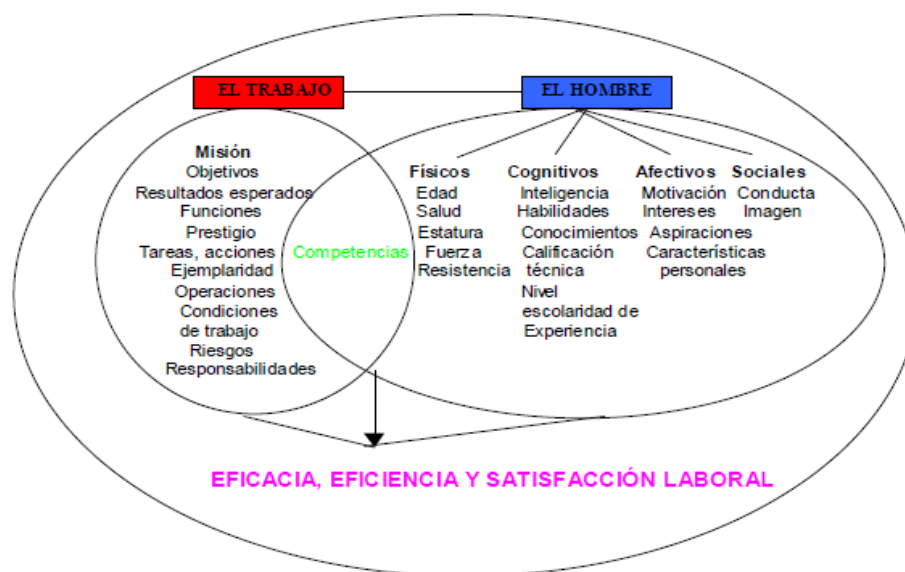 EL TRABAJO
EL HOMBRE
Misión
Objetivos
Resultados esperados
Funciones
Prestigio
Tareas, acciones
Ejemplaridad
Operaciones
Condiciones
de trabajo
Riesgos
Responsabilidades
Competencias
Físicos
Edad
Salud
Estatura
Fuerza
Resistencia
Cognitivos
Inteligencia
Habilidades
Conocimientos
Calificación
técnica
Nivel
escolaridad de
Experiencia
Afectivos
Motivación
Intereses
Aspiraciones
Características
personales
Sociales
Conducta
Imagen
EFICACIA, EFICIENCIA Y SATISFACCIÓN LABORAL